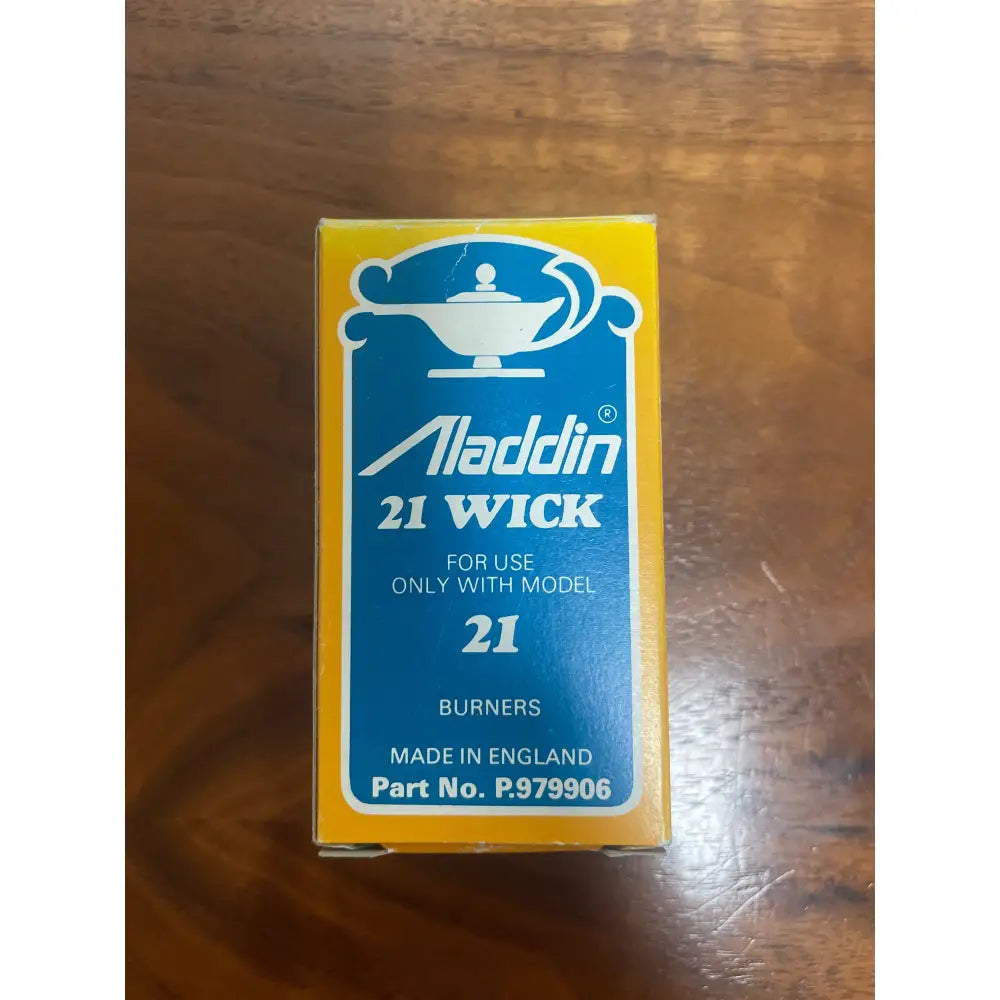 Aladdin®
21 WICK
FOR USE
ONLY WITH MODEL
21
BURNERS
MADE IN ENGLAND
Part No. P.979906